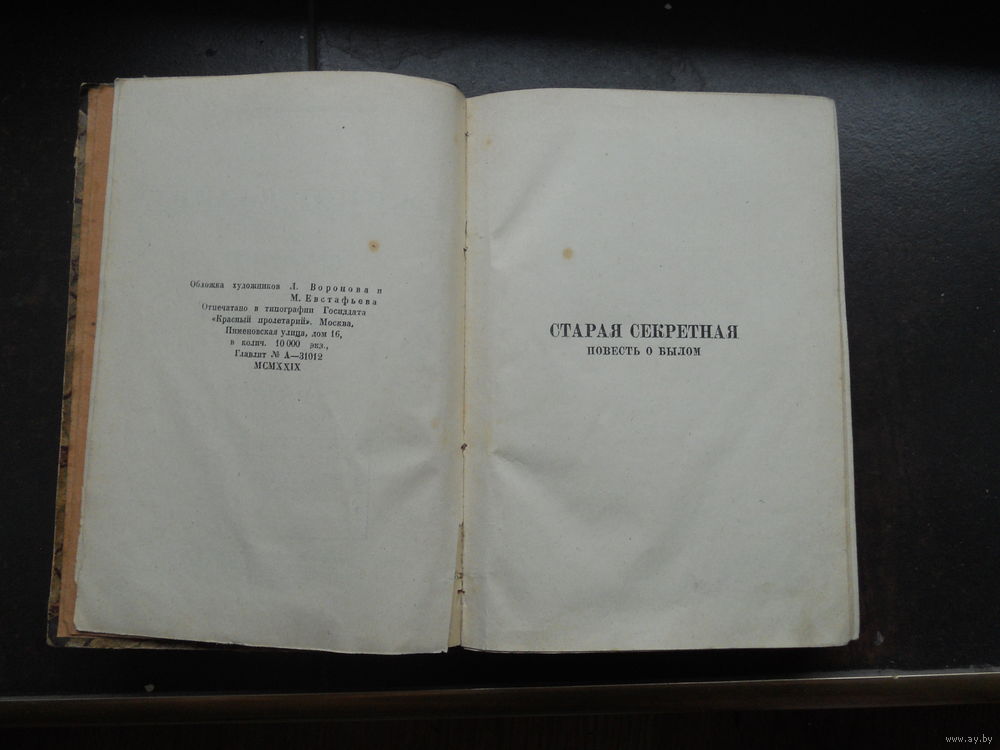 Обложка художников Л. Воронова и
М. Евстафьева
Отпечатано в типографии Госиздата
«Красный пролетарий». Москва,
Пименовская улица, дом 16,
в колич. 10 000 экз.,
Главлит № А—31012
MCMXXIX
СТАРАЯ СЕКРЕТНАЯ
ПОВЕСТЬ О БЫЛОМ
www.ay.by